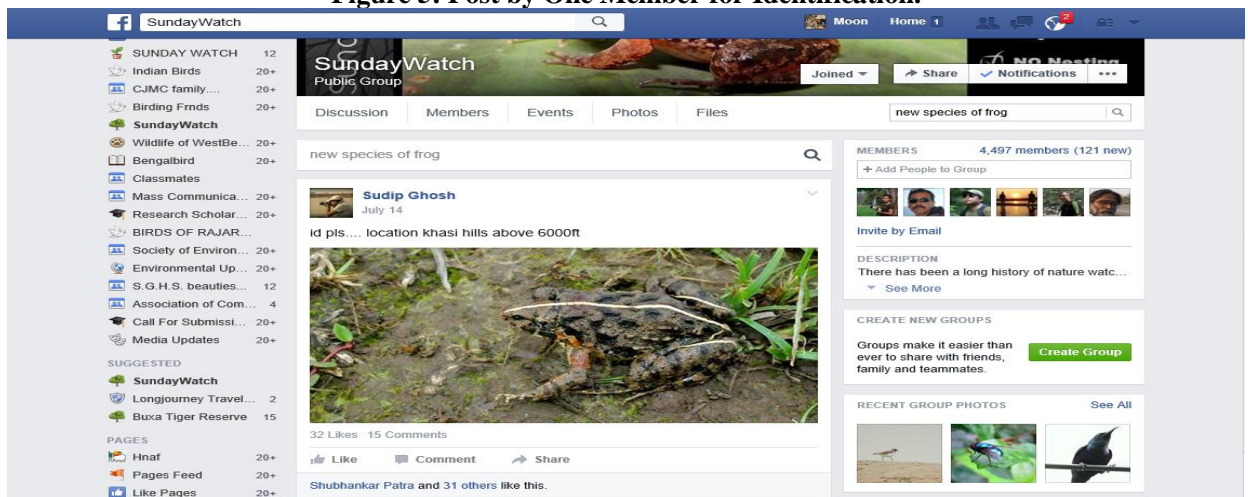 Figure 5: Post by One Member for Identification.
SundayWatch
Moon Home 1
2
SUNDAY WATCH 12
Indian Birds 20+
CJMC family.... 20+
Birding Frnds 20+
SundayWatch
Wildlife of WestBe... 20+
Bengalbird 20+
Classmates
Mass Communica... 20+
Research Scholar... 20+
BIRDS OF RAJAR...
Society of Environ... 20+
Environmental Up... 20+
S.G.H.S. beauties... 12
Association of Com... 4
Call For Submissi... 20+
Media Updates 20+
SUGGESTED
SundayWatch
Longjourney Travel... 2
Buxa Tiger Reserve 15
PAGES
Hnaf 20+
Pages Feed 20+
Like Pages 20+
SundayWatch
Public Group
NO Nesting
Joined Share Notifications
Discussion Members Events Photos Files
new species of frog
new species of frog
Sudip Ghosh
July 14
id pls.... location khasi hills above 6000ft
32 Likes 15 Comments
Like Comment Share
Shubhankar Patra and 31 others like this.
MEMBERS 4,497 members (121 new)
+ Add People to Group
Invite by Email
DESCRIPTION
There has been a long history of nature watc...
See More
CREATE NEW GROUPS
Groups make it easier than
ever to share with friends,
family and teammates.
Create Group
RECENT GROUP PHOTOS See All